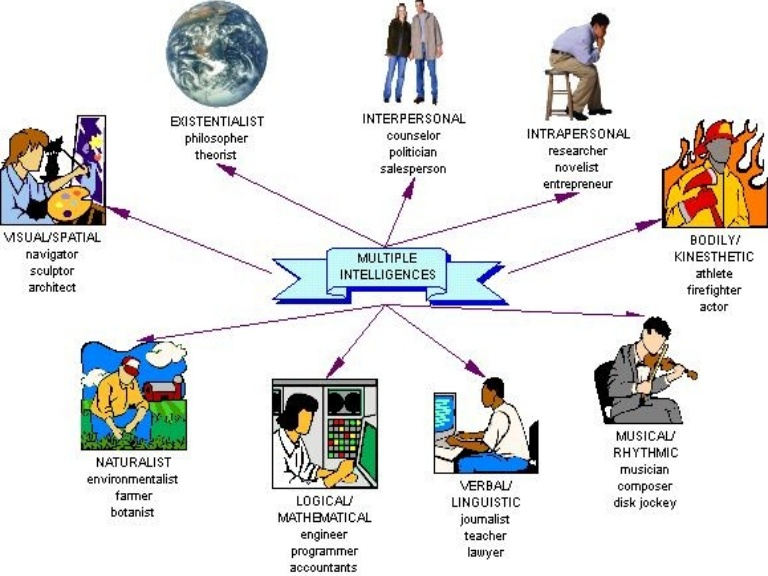 EXISTENTIALIST
philosopher
theorist
INTERPERSONAL
counselor
politician
salesperson
INTRAPERSONAL
researcher
novelist
entrepreneur
VISUAL/SPATIAL
navigator
sculptor
architect
BODILY/
KINESTHETIC
athlete
firefighter
actor
MULTIPLE
INTELLIGENCES
NATURALIST
environmentalist
farmer
botanist
LOGICAL/
MATHEMATICAL
engineer
programmer
accountants
VERBAL/
LINGUISTIC
journalist
teacher
lawyer
MUSICAL/
RHYTHMIC
musician
composer
disk jockey